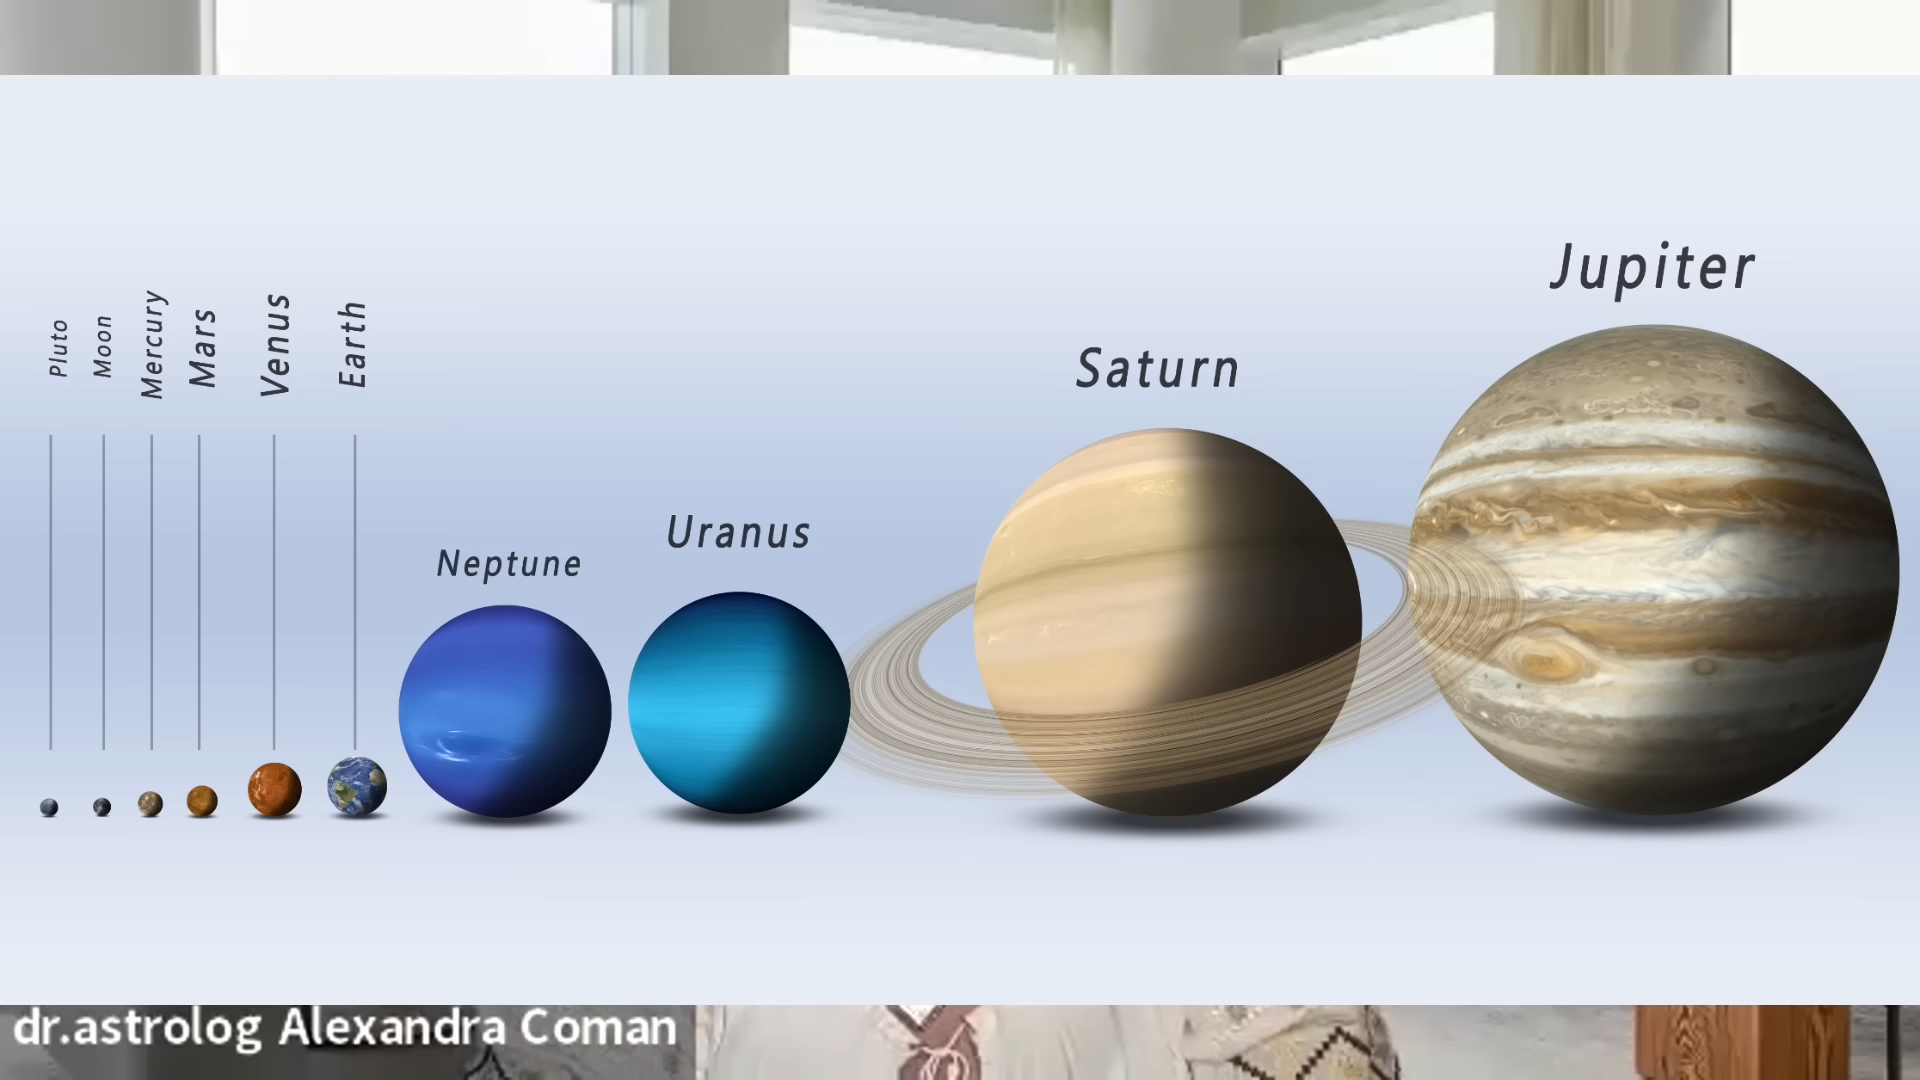 Pluto
Moon
Mercury
Mars
Venus
Earth
Neptune
Uranus
Saturn
Jupiter
dr.astrolog Alexandra Coman